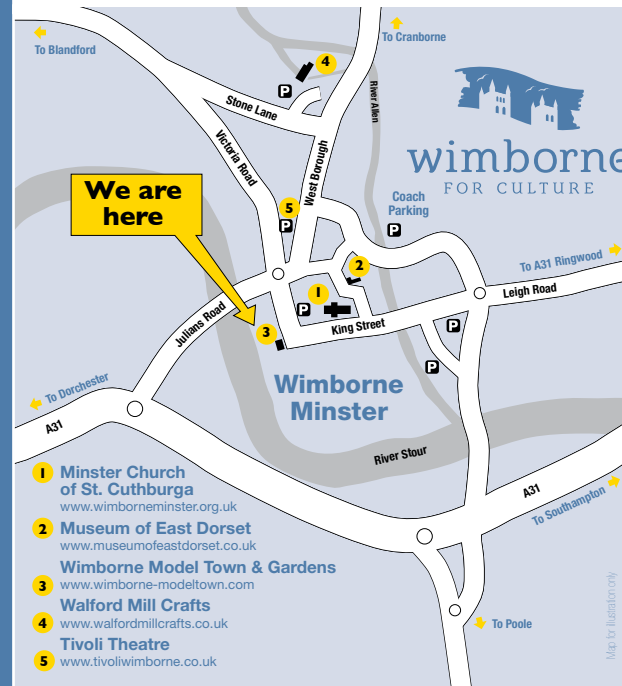 To Blandford
To Cranborne
4
P
Stone Lane
River Allen
Victoria Road
West Borough
wimborne
FOR CULTURE
We are
here
5
P
Coach
Parking
P
2
To A31 Ringwood
1
Leigh Road
P
King Street
P
Julians Road
3
P
Wimborne
Minster
To Dorchester
A31
River Stour
A31
To Southampton
1 Minster Church
of St. Cuthburga
www.wimborneminster.org.uk
2 Museum of East Dorset
www.museumofeastdorset.co.uk
Wimborne Model Town & Gardens
3 www.wimborne-modeltown.com
Walford Mill Crafts
4 www.walfordmillcrafts.co.uk
Tivoli Theatre
5 www.tivoliwimborne.co.uk
To Poole
Map for illustration only